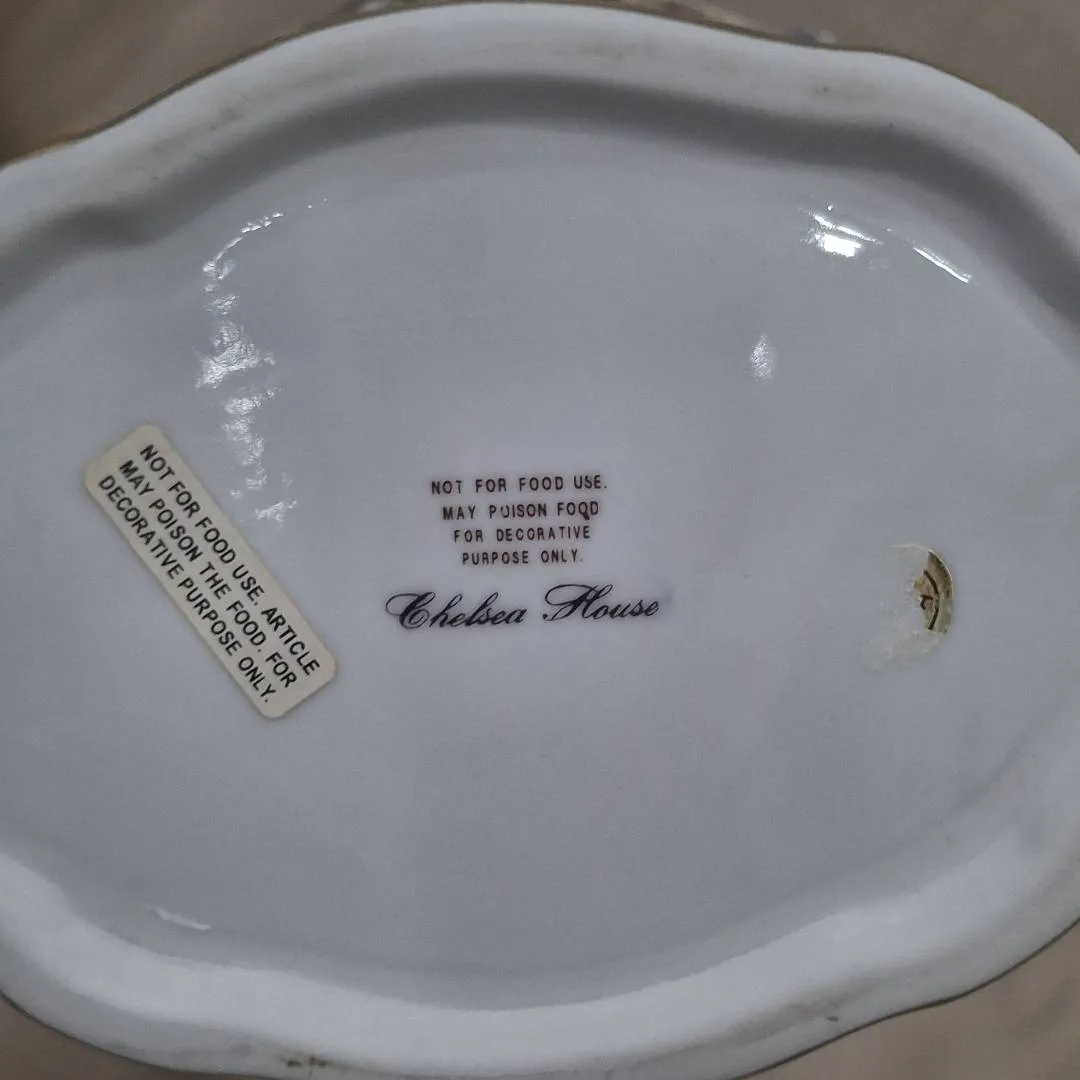 NOT FOR FOOD USE. ARTICLE
MAY POISON THE FOOD. FOR
DECORATIVE PURPOSE ONLY.
NOT FOR FOOD USE.
MAY POISON FOOD
FOR DECORATIVE
PURPOSE ONLY.
Chelsea House